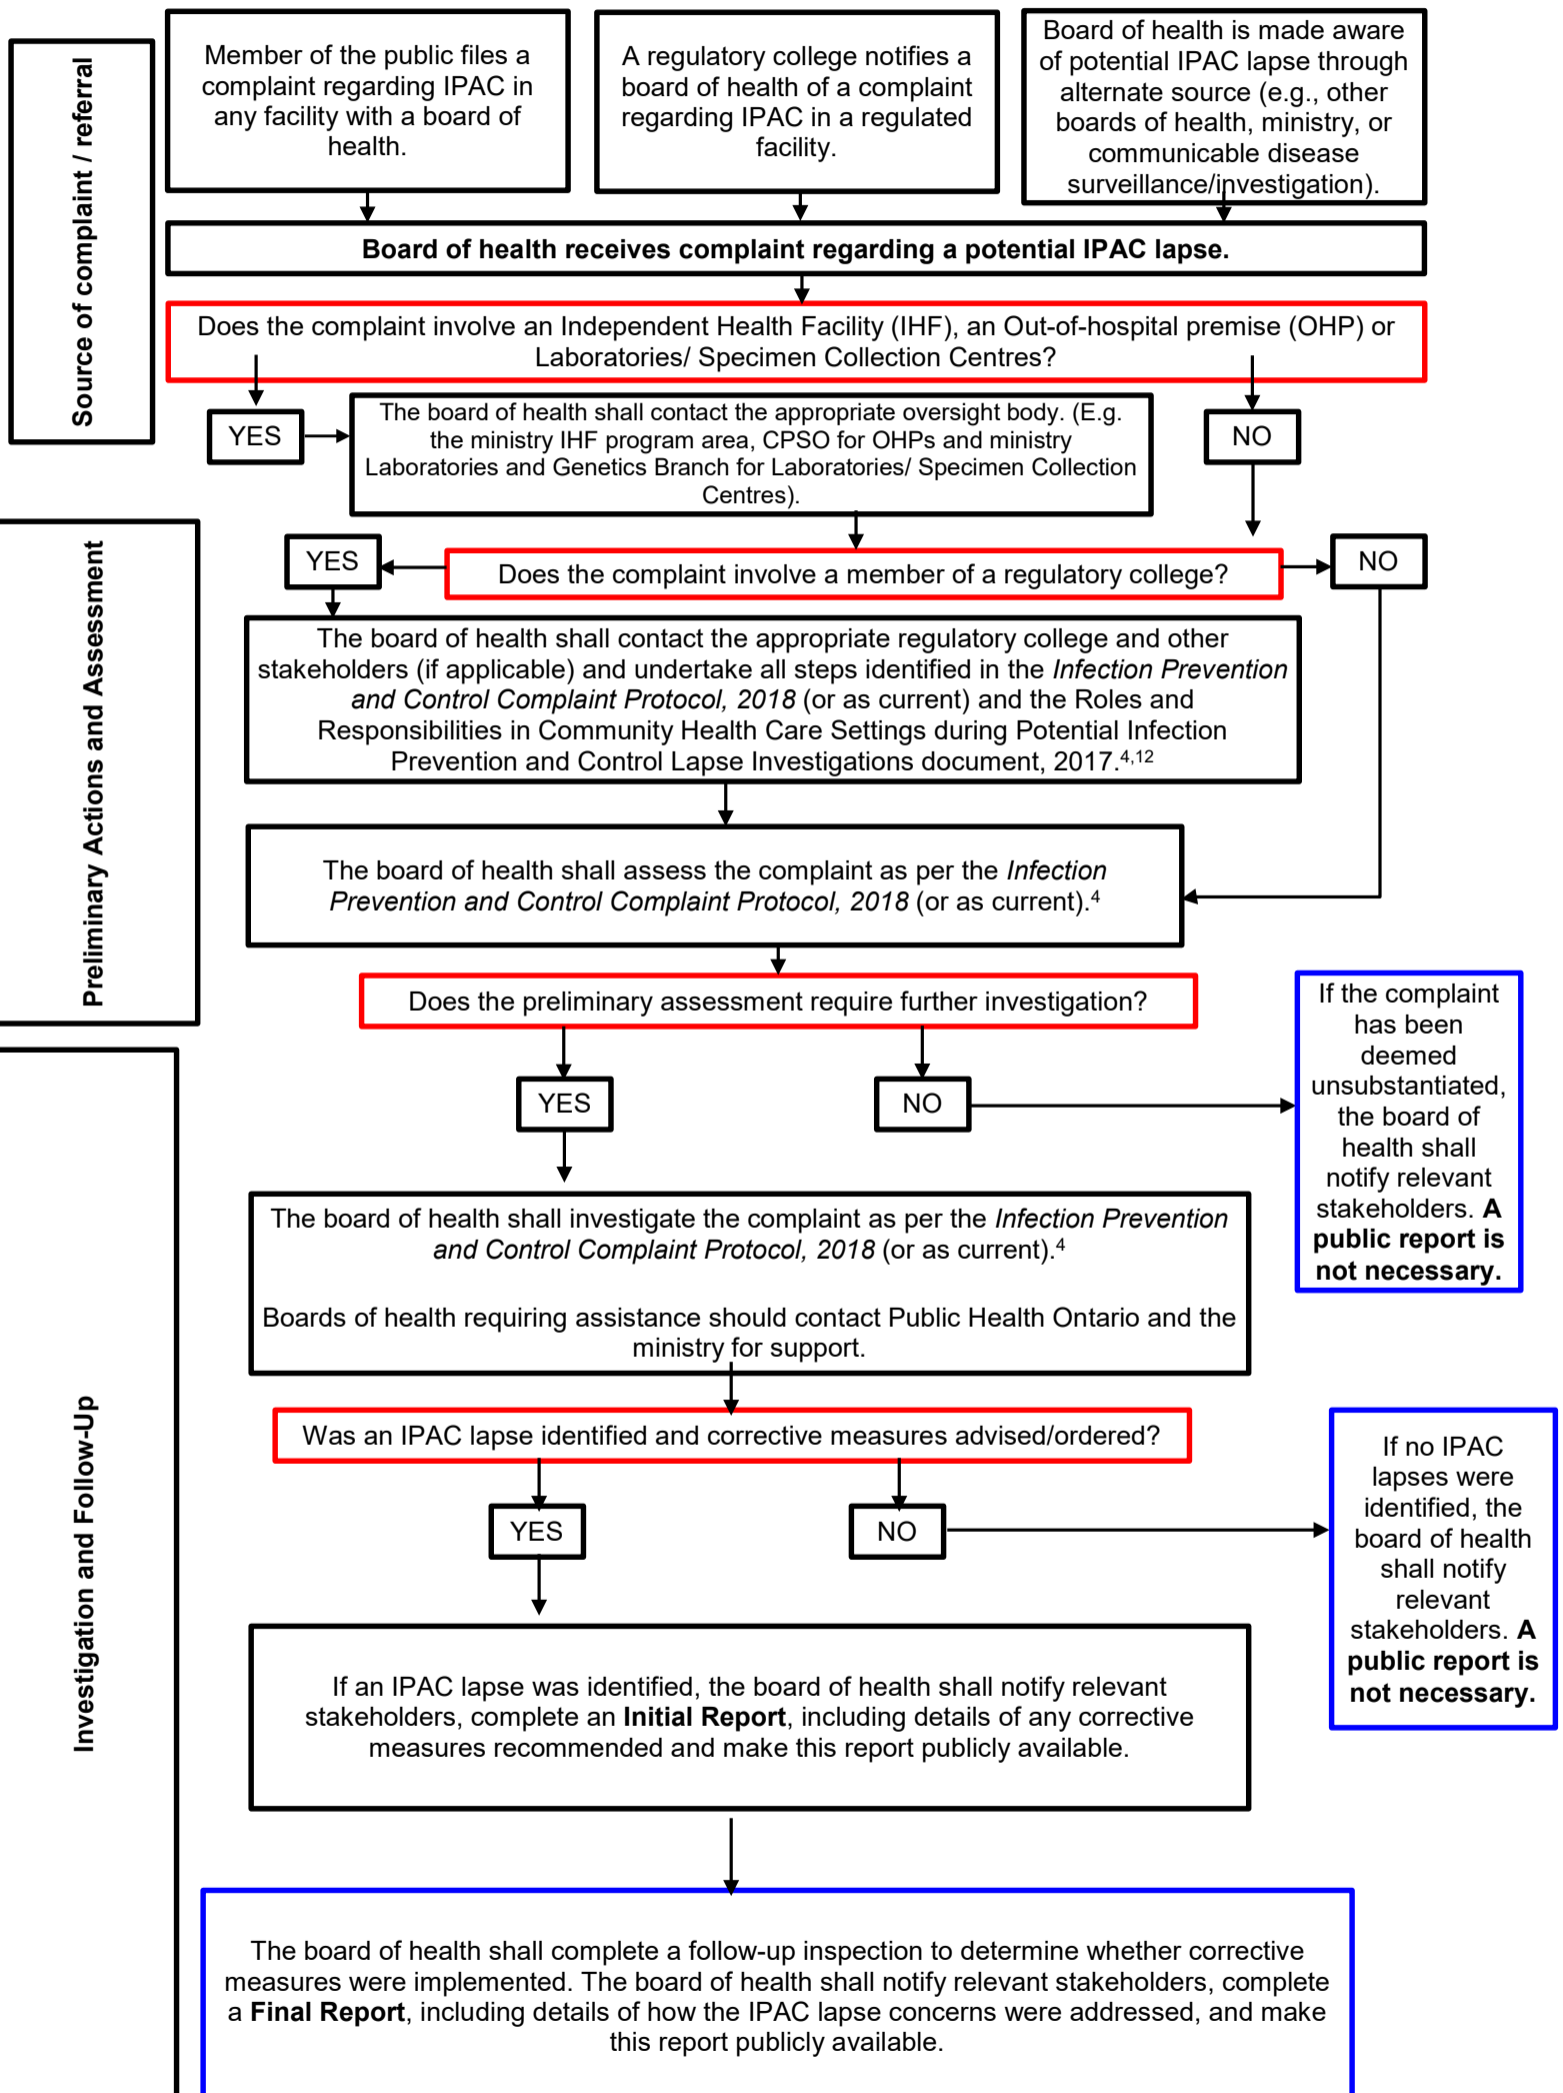 Source of complaint / referral
Member of the public files a
complaint regarding IPAC in
any facility with a board of
health.
A regulatory college notifies a
board of health of a complaint
regarding IPAC in a regulated
facility.
Board of health is made aware
of potential IPAC lapse through
alternate source (e.g., other
boards of health, ministry, or
communicable disease
surveillance/investigation).
Board of health receives complaint regarding a potential IPAC lapse.
Does the complaint involve an Independent Health Facility (IHF), an Out-of-hospital premise (OHP) or
Laboratories/ Specimen Collection Centres?
YES
The board of health shall contact the appropriate oversight body. (E.g.
the ministry IHF program area, CPSO for OHPs and ministry
Laboratories and Genetics Branch for Laboratories/ Specimen Collection
Centres).
NO
Preliminary Actions and Assessment
YES
Does the complaint involve a member of a regulatory college?
NO
The board of health shall contact the appropriate regulatory college and other
stakeholders (if applicable) and undertake all steps identified in the Infection Prevention
and Control Complaint Protocol, 2018 (or as current) and the Roles and
Responsibilities in Community Health Care Settings during Potential Infection
Prevention and Control Lapse Investigations document, 2017.4,12
The board of health shall assess the complaint as per the Infection
Prevention and Control Complaint Protocol, 2018 (or as current).4
Does the preliminary assessment require further investigation?
YES
NO
If the complaint
has been
deemed
unsubstantiated,
the board of
health shall
notify relevant
stakeholders. A
public report is
not necessary.
Investigation and Follow-Up
The board of health shall investigate the complaint as per the Infection Prevention
and Control Complaint Protocol, 2018 (or as current).4
Boards of health requiring assistance should contact Public Health Ontario and the
ministry for support.
Was an IPAC lapse identified and corrective measures advised/ordered?
YES
NO
If no IPAC
lapses were
identified, the
board of health
shall notify
relevant
stakeholders. A
public report is
not necessary.
If an IPAC lapse was identified, the board of health shall notify relevant
stakeholders, complete an Initial Report, including details of any corrective
measures recommended and make this report publicly available.
The board of health shall complete a follow-up inspection to determine whether corrective
measures were implemented. The board of health shall notify relevant stakeholders, complete
a Final Report, including details of how the IPAC lapse concerns were addressed, and make
this report publicly available.